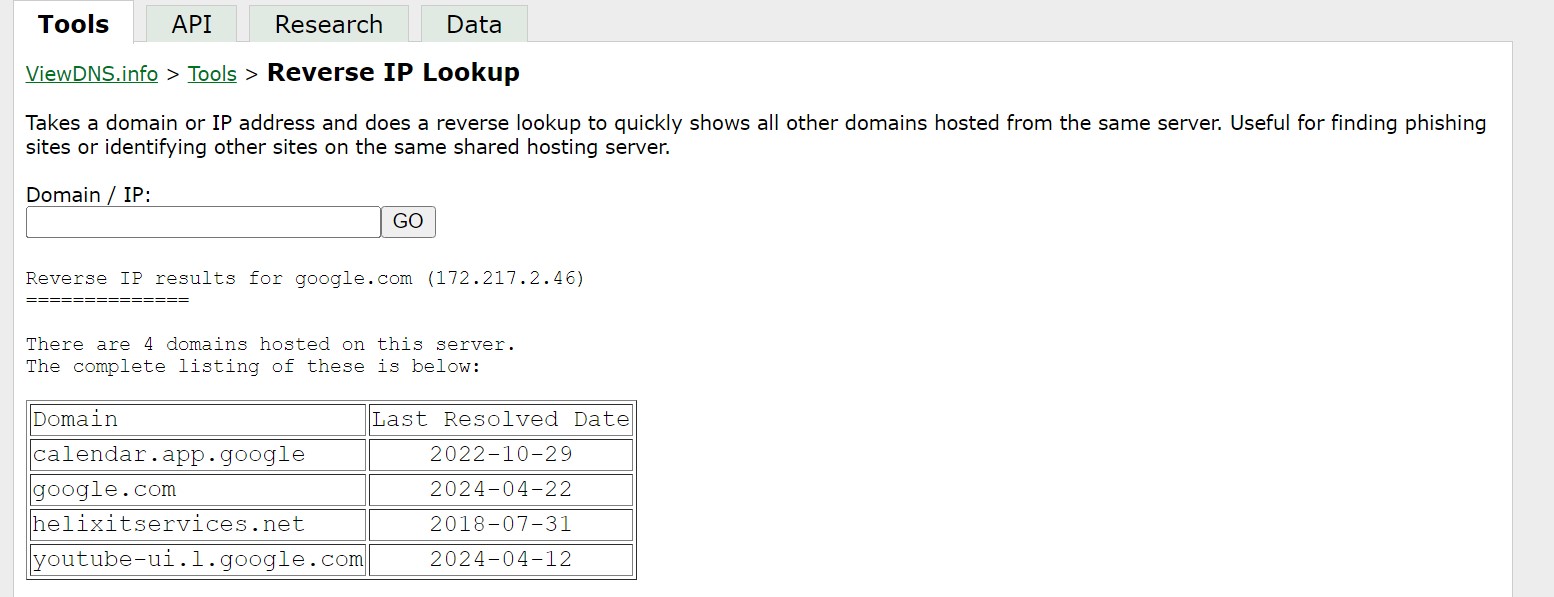 Tools API Research Data
ViewDNS.info > Tools > Reverse IP Lookup
Takes a domain or IP address and does a reverse lookup to quickly shows all other domains hosted from the same server. Useful for finding phishing
sites or identifying other sites on the same shared hosting server.
Domain / IP:
GO
Reverse IP results for google.com (172.217.2.46)
==============
There are 4 domains hosted on this server.
The complete listing of these is below:
Domain Last Resolved Date
calendar.app.google 2022-10-29
google.com 2024-04-22
helixitservices.net 2018-07-31
youtube-ui.l.google.com 2024-04-12